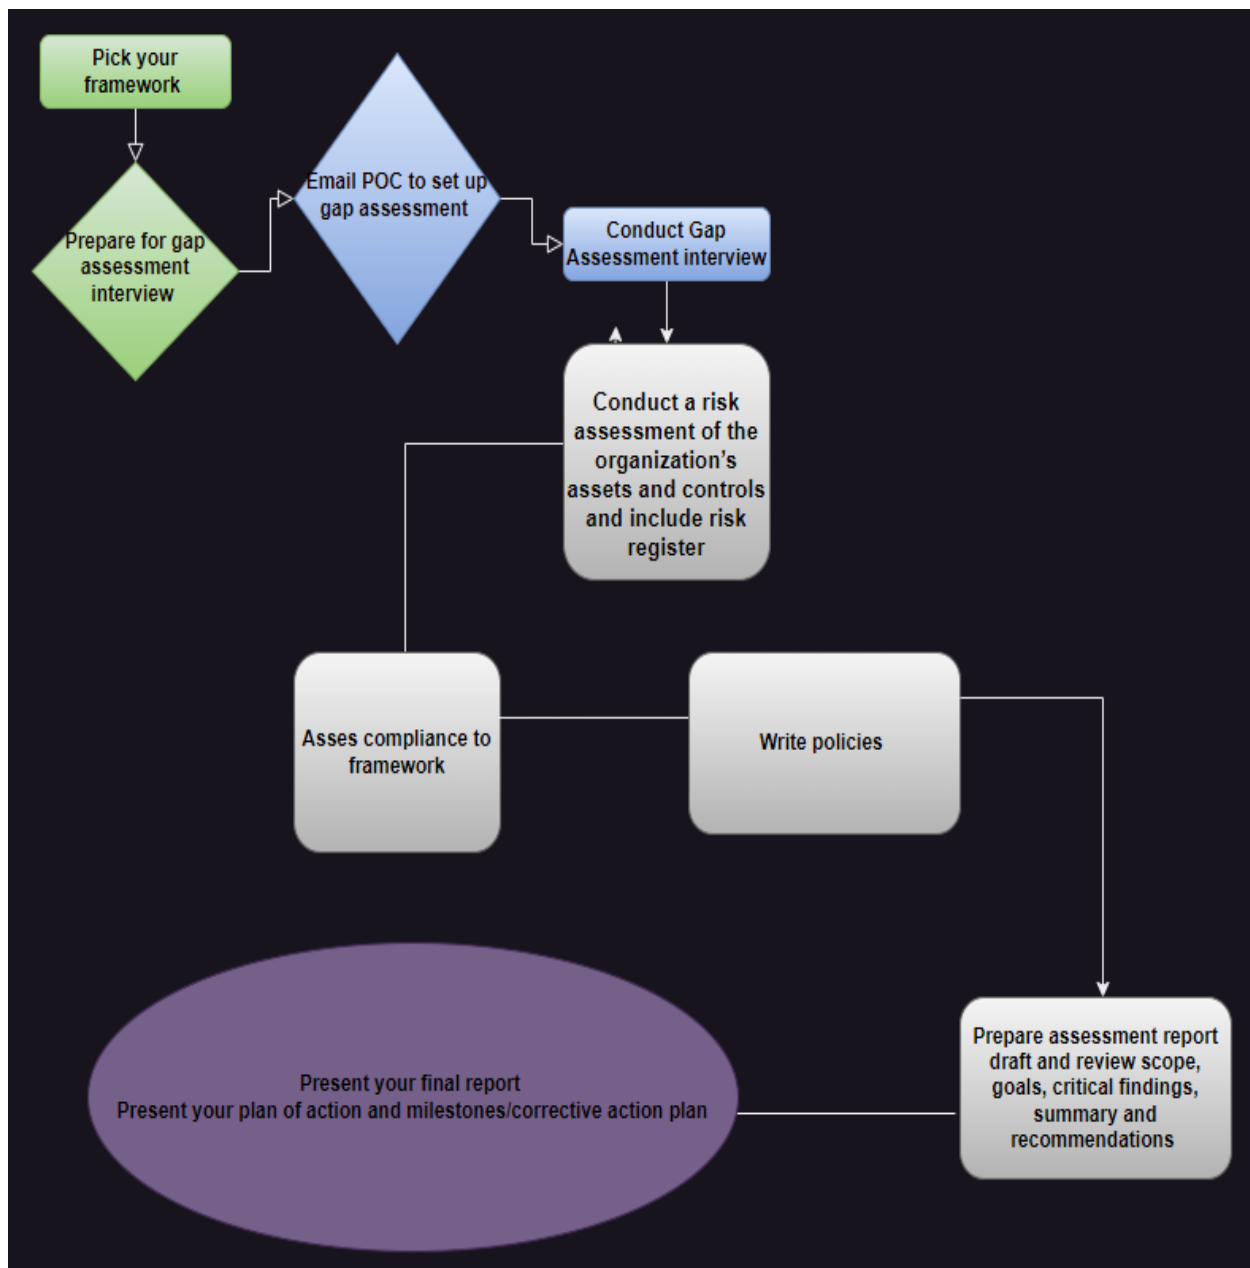 Pick your
framework
Email POC to set up
gap assessment
Prepare for gap
assessment
interview
Conduct Gap
Assessment interview
Conduct a risk
assessment of the
organization’s
assets and controls
and include risk
register
Asses compliance to
framework
Write policies
Prepare assessment report
draft and review scope,
goals, critical findings,
summary and
recommendations
Present your final report
Present your plan of action and milestones/corrective action plan